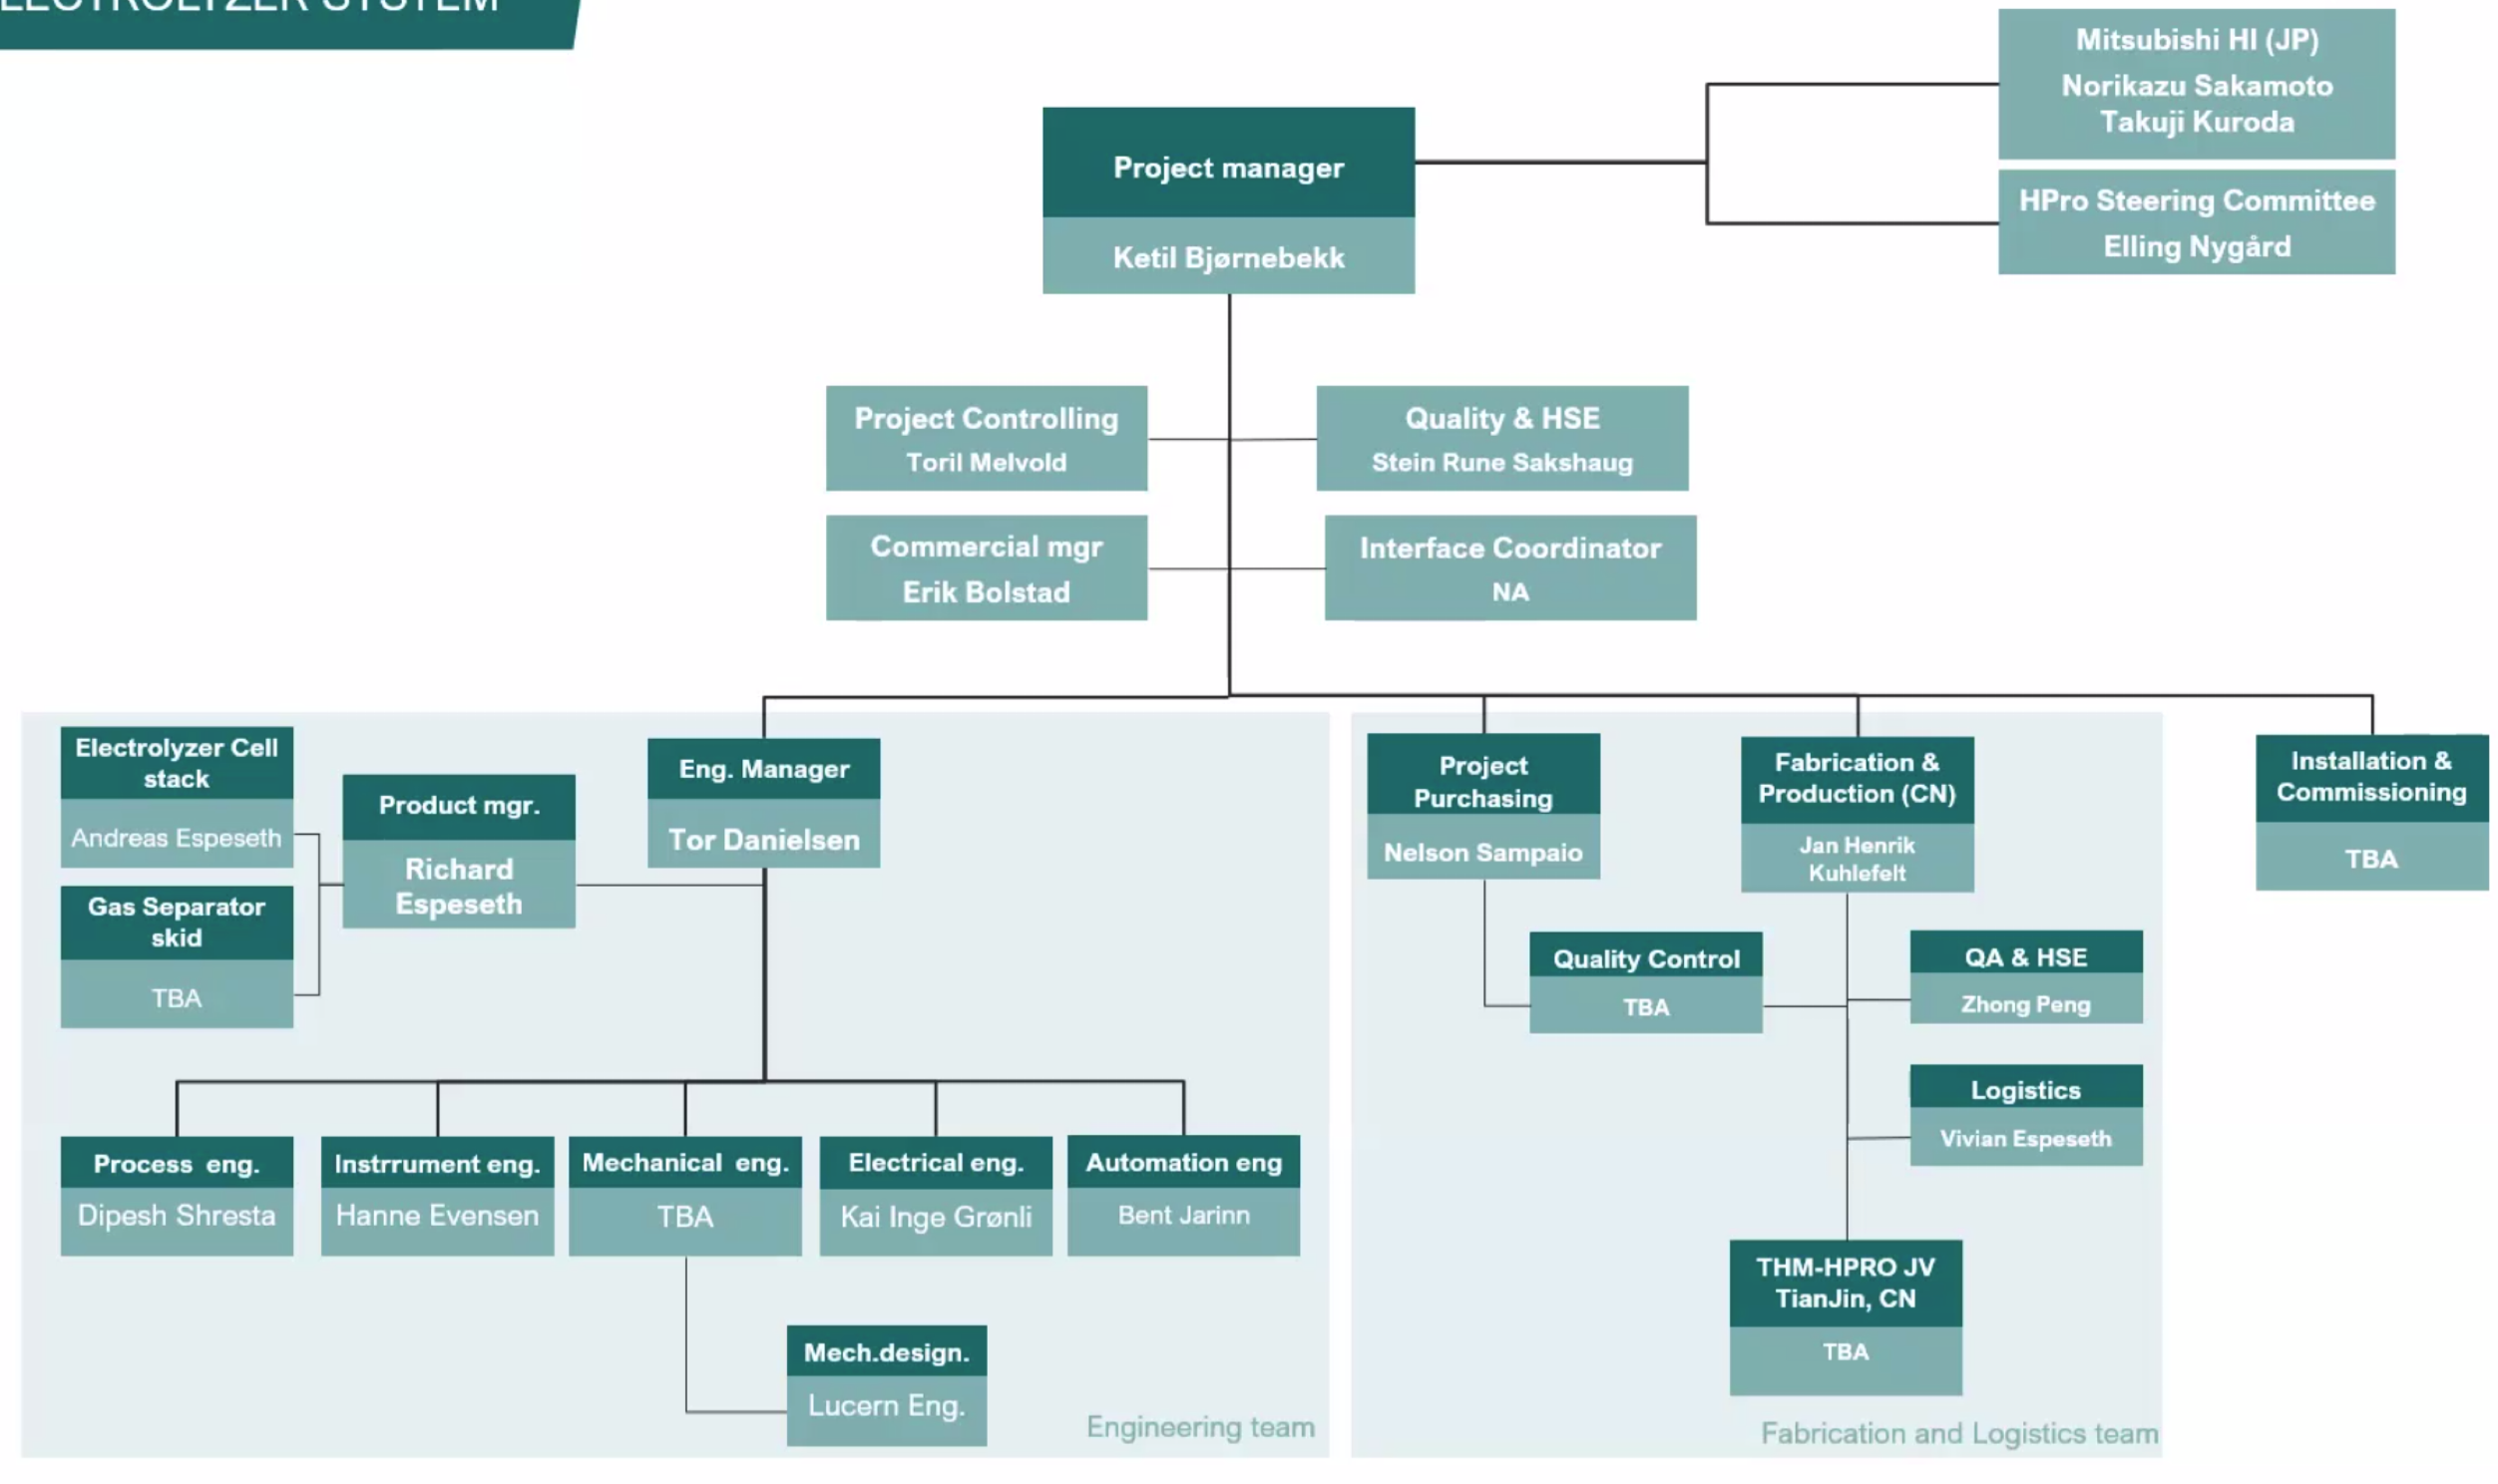 ELECTROLYZER SYSTEM
Mitsubishi HI (JP)
Norikazu Sakamoto
Takuji Kuroda
HPro Steering Committee
Elling Nygård
Project manager
Ketil Bjørnebekk
Project Controlling
Toril Melvold
Quality & HSE
Stein Rune Sakshaug
Commercial mgr
Erik Bolstad
Interface Coordinator
NA
Electrolyzer Cell
stack
Andreas Espeseth
Gas Separator
skid
TBA
Product mgr.
Richard
Espeseth
Eng. Manager
Tor Danielsen
Process eng.
Dipesh Shresta
Instrrument eng.
Hanne Evensen
Mechanical eng.
TBA
Electrical eng.
Kai Inge Grønli
Automation eng
Bent Jarinn
Mech.design.
Lucern Eng.
Engineering team
Project
Purchasing
Nelson Sampaio
Fabrication &
Production (CN)
Jan Henrik
Kuhlefelt
Quality Control
TBA
QA & HSE
Zhong Peng
Logistics
Vivian Espeseth
THM-HPRO JV
TianJin, CN
TBA
Fabrication and Logistics team
Installation &
Commissioning
TBA